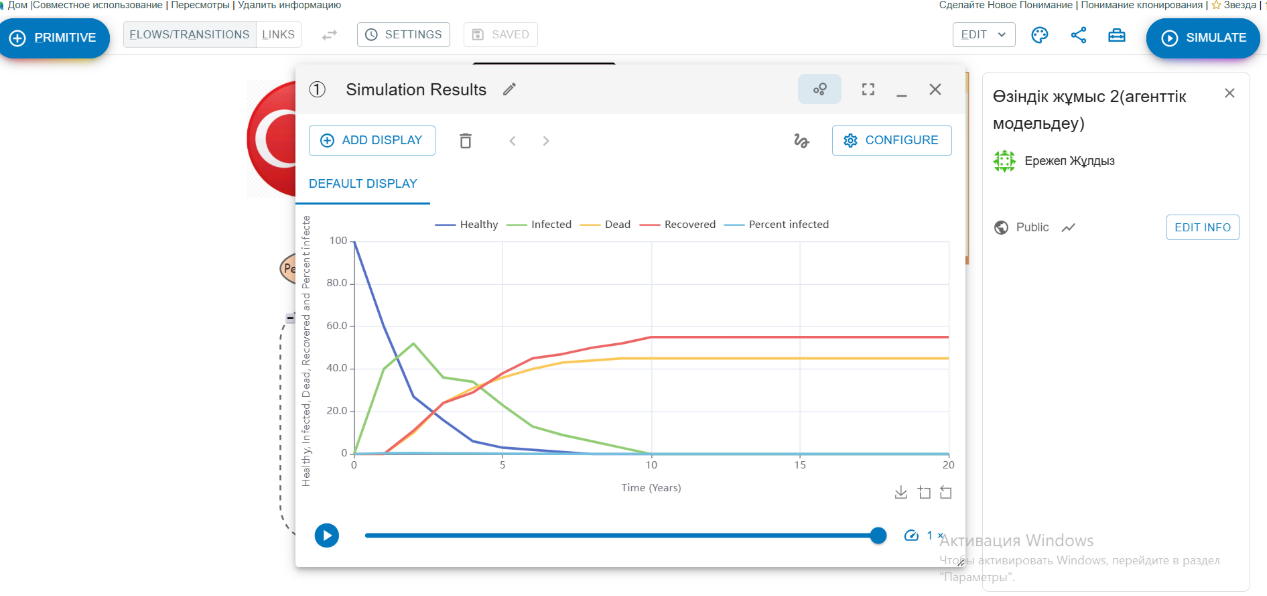 Дом |Совместное использование | Пересмотры | Удалить информацию
Сделайте Новое Понимание | Понимание клонирования | Звезда |
PRIMITIVE
FLOWS/TRANSITIONS LINKS
SETTINGS
SAVED
EDIT
SIMULATE
1 Simulation Results
ADD DISPLAY
CONFIGURE
DEFAULT DISPLAY
Healthy Infected Dead Recovered Percent infected
Healthy, Infected, Dead, Recovered and Percent infecte
100
80.0
60.0
40.0
20.0
0
0 5 10 15 20
Time (Years)
1 ×
Pe
Өзіндік жұмыс 2(агенттік
модельдеу)
Ережеп Жұлдыз
Public
EDIT INFO
Активация Windows
Чтобы активировать Windows, перейдите в раздел
"Параметры".